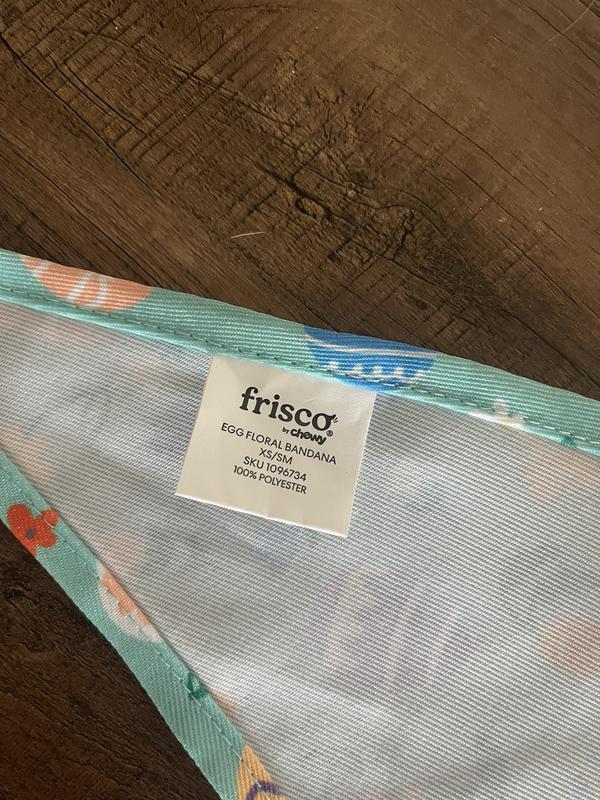 frisco®
by chewy
EGG FLORAL BANDANA
XS/SM
SKU 1096734
100% POLYESTER